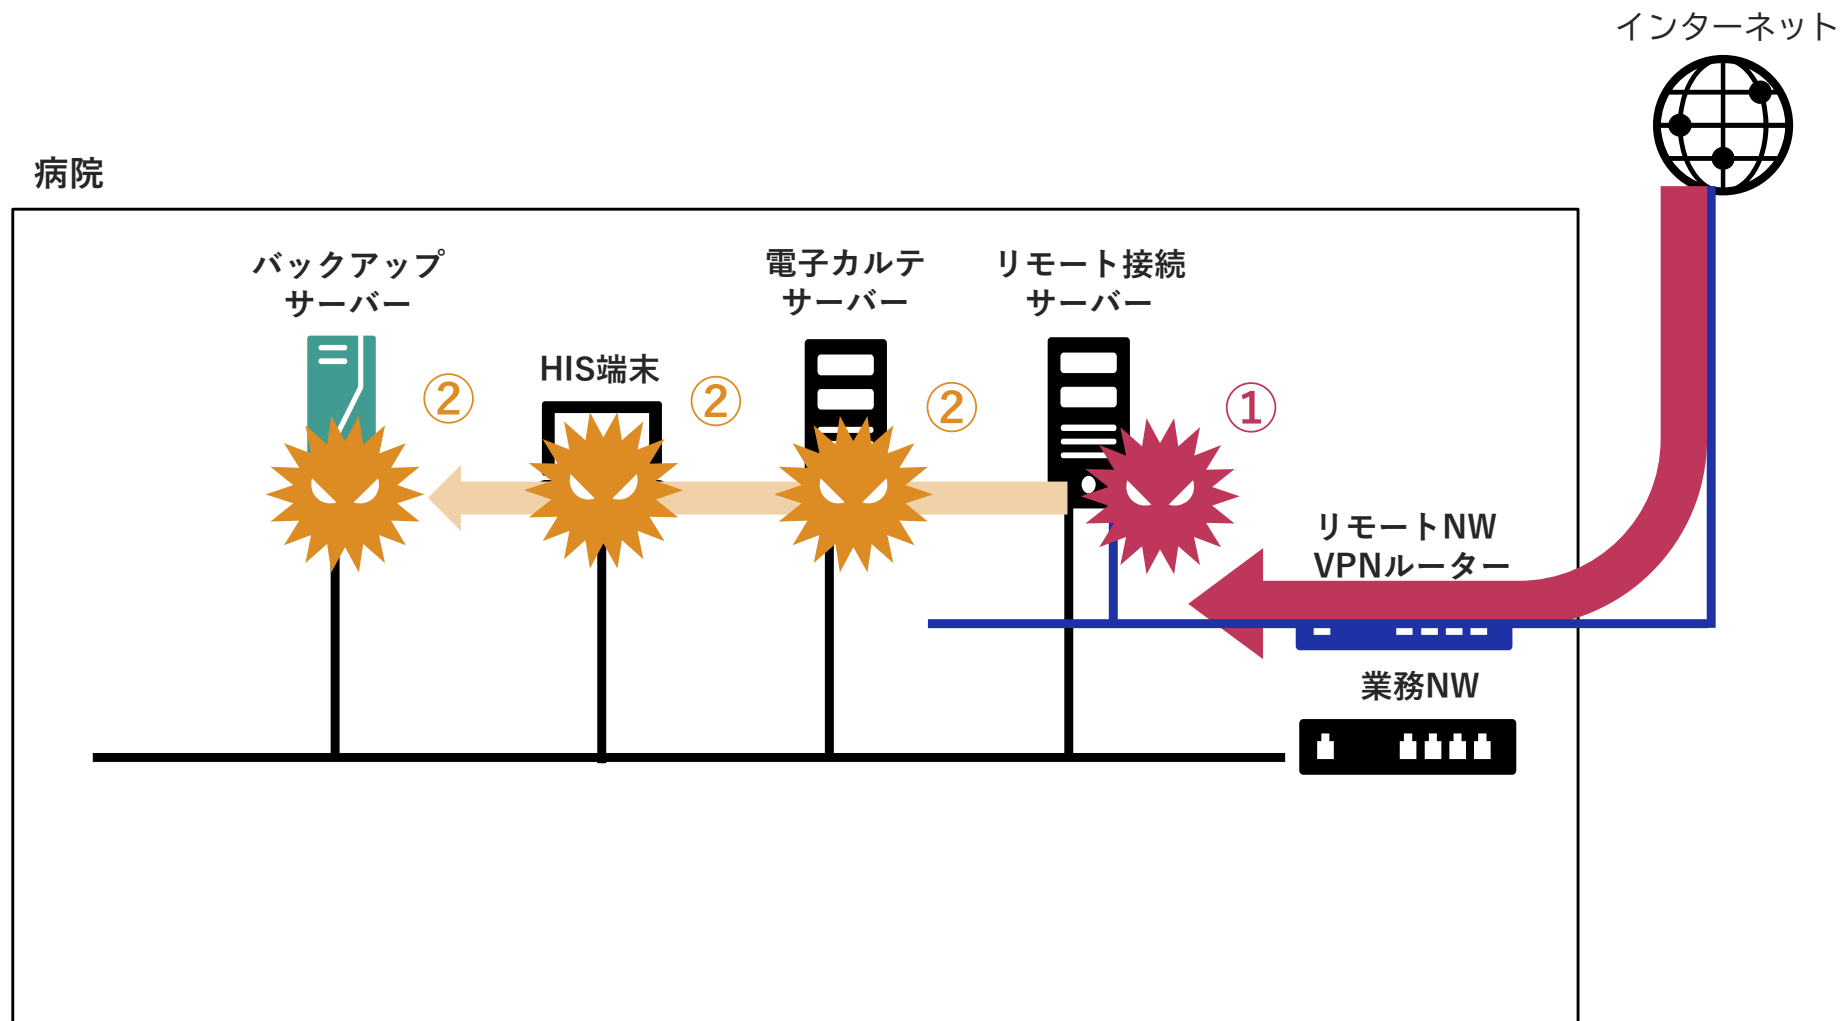 インターネット
病院
バックアップ
サーバー
電子カルテ
サーバー
リモート接続
サーバー
HIS端末
②
②
②
①
リモートNW
VPNルーター
業務NW